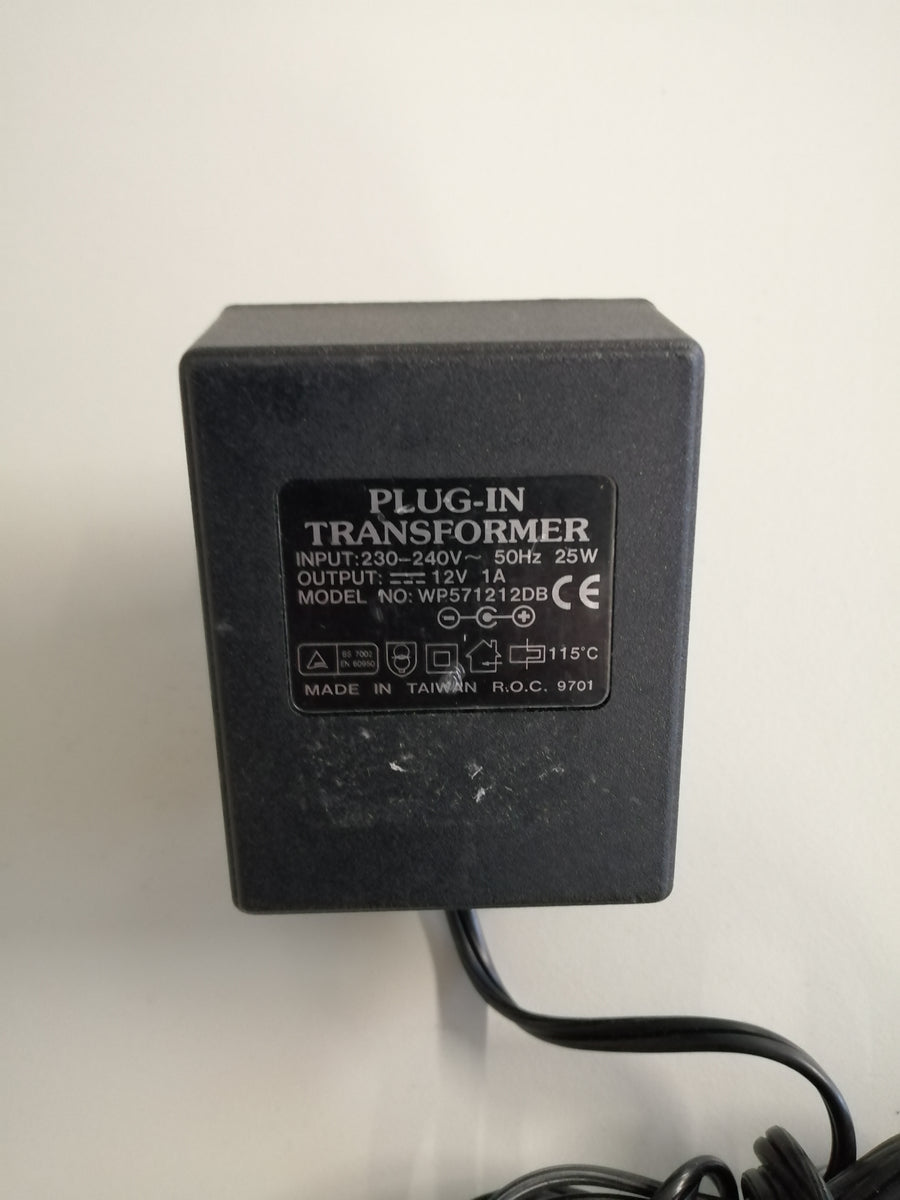 PLUG-IN
TRANSFORMER
INPUT:230-240V~ 50Hz 25W
OUTPUT: ⎓ 12V 1A
MODEL NO: WP571212DB CE
- C +
BS 7002
EN 60950
115°C
MADE IN TAIWAN R.O.C. 9701